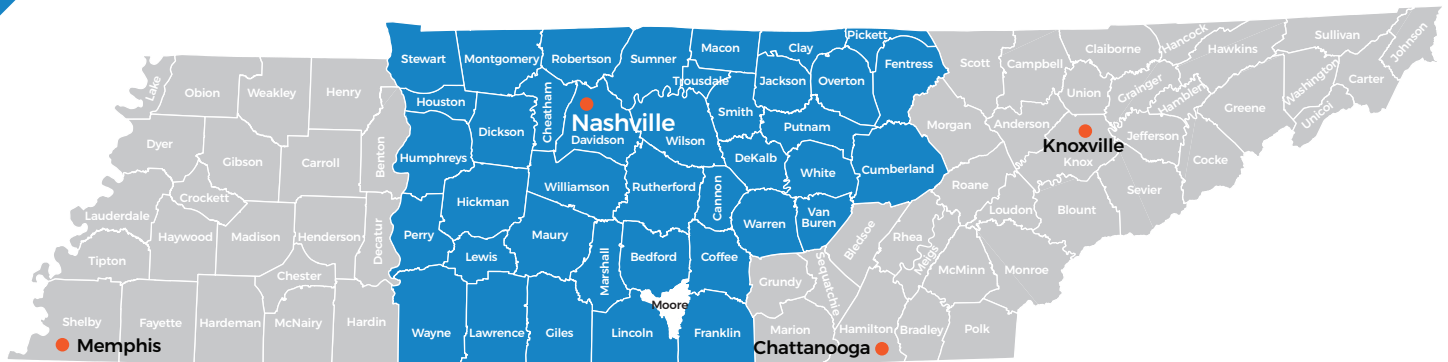 Stewart
Montgomery
Robertson
Sumner
Macon
Clay
Pickett
Fentress
Trousdale
Jackson
Overton
Smith
Houston
Dickson
Cheatham
Nashville
Davidson
Wilson
Putnam
DeKalb
White
Cumberland
Humphreys
Hickman
Williamson
Rutherford
Cannon
Warren
Van
Buren
Perry
Lewis
Maury
Marshall
Bedford
Coffee
Moore
Wayne
Lawrence
Giles
Lincoln
Franklin
Lake
Obion
Weakley
Henry
Dyer
Gibson
Carroll
Benton
Crockett
Lauderdale
Haywood
Madison
Henderson
Decatur
Tipton
Chester
Shelby
Fayette
Hardeman
McNairy
Hardin
Memphis
Scott
Campbell
Claiborne
Hancock
Hawkins
Sullivan
Johnson
Union
Grainger
Hamblen
Greene
Washington
Carter
Unicoi
Morgan
Anderson
Knoxville
Knox
Jefferson
Cocke
Roane
Loudon
Blount
Sevier
Bledsoe
Rhea
Meigs
McMinn
Monroe
Grundy
Sequatchie
Marion
Hamilton
Bradley
Polk
Chattanooga